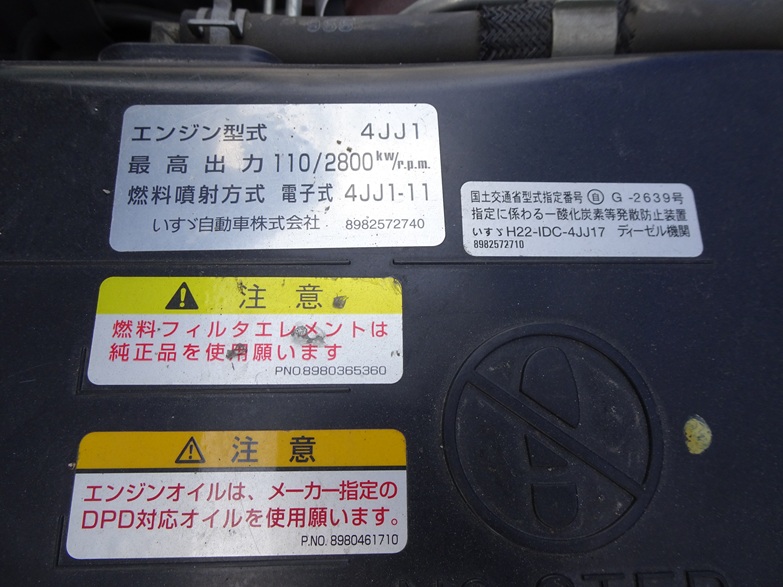 エンジン型式 4JJ1
最高出力 110/2800kW/r.p.m.
燃料噴射方式 電子式 4JJ1-11
いすゞ自動車株式会社 8982572740
国土交通省型式指定番号 自 G-2639号
指定に係わる一酸化炭素等発散防止装置
いすゞH22-IDC-4JJ17 ディーゼル機関
8982572710
注意
燃料・フィルタエレメントは
純正品を使用願います
PNO.8980365360
注意
エンジンオイルは、メーカー指定の
DPD対応オイルを使用願います。
P.NO. 8980461710
NO STEP